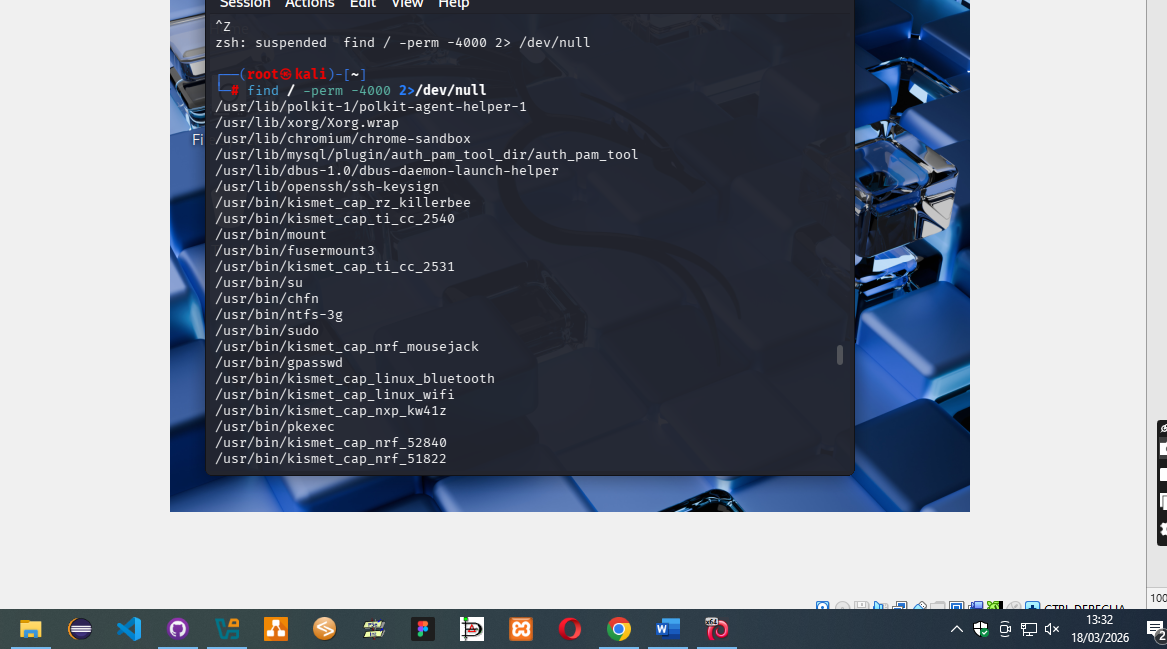 Session Actions Edit View Help
^Z
zsh: suspended  find / -perm -4000 2> /dev/null
┌──(root㉿kali)-[~]
└─# find / -perm -4000 2>/dev/null
/usr/lib/polkit-1/polkit-agent-helper-1
/usr/lib/xorg/Xorg.wrap
/usr/lib/chromium/chrome-sandbox
/usr/lib/mysql/plugin/auth_pam_tool_dir/auth_pam_tool
/usr/lib/dbus-1.0/dbus-daemon-launch-helper
/usr/lib/openssh/ssh-keysign
/usr/bin/kismet_cap_rz_killerbee
/usr/bin/kismet_cap_ti_cc_2540
/usr/bin/mount
/usr/bin/fusermount3
/usr/bin/kismet_cap_ti_cc_2531
/usr/bin/su
/usr/bin/chfn
/usr/bin/ntfs-3g
/usr/bin/sudo
/usr/bin/kismet_cap_nrf_mousejack
/usr/bin/gpasswd
/usr/bin/kismet_cap_linux_bluetooth
/usr/bin/kismet_cap_linux_wifi
/usr/bin/kismet_cap_nxp_kw41z
/usr/bin/pkexec
/usr/bin/kismet_cap_nrf_52840
/usr/bin/kismet_cap_nrf_51822
Fi
100
CTRL DERECHA
x64
13:32
18/03/2026
2